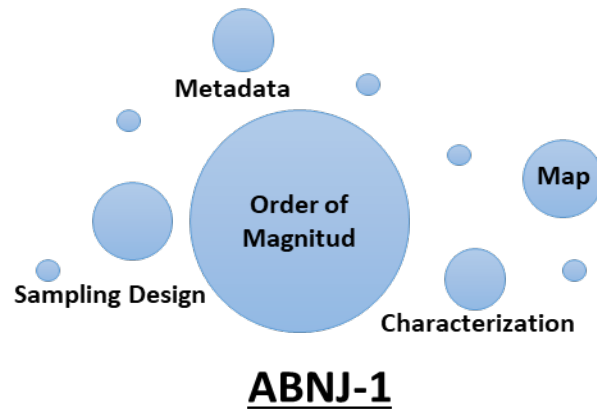 Metadata
Order of
Magnitud
Map
Sampling Design
Characterization
ABNJ-1